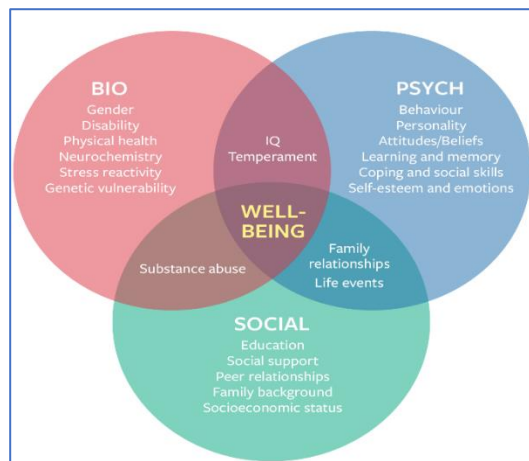 BIO
Gender
Disability
Physical health
Neurochemistry
Stress reactivity
Genetic vulnerability
IQ
Temperament
PSYCH
Behaviour
Personality
Attitudes/Beliefs
Learning and memory
Coping and social skills
Self-esteem and emotions
WELL-
BEING
Substance abuse
Family
relationships
Life events
SOCIAL
Education
Social support
Peer relationships
Family background
Socioeconomic status